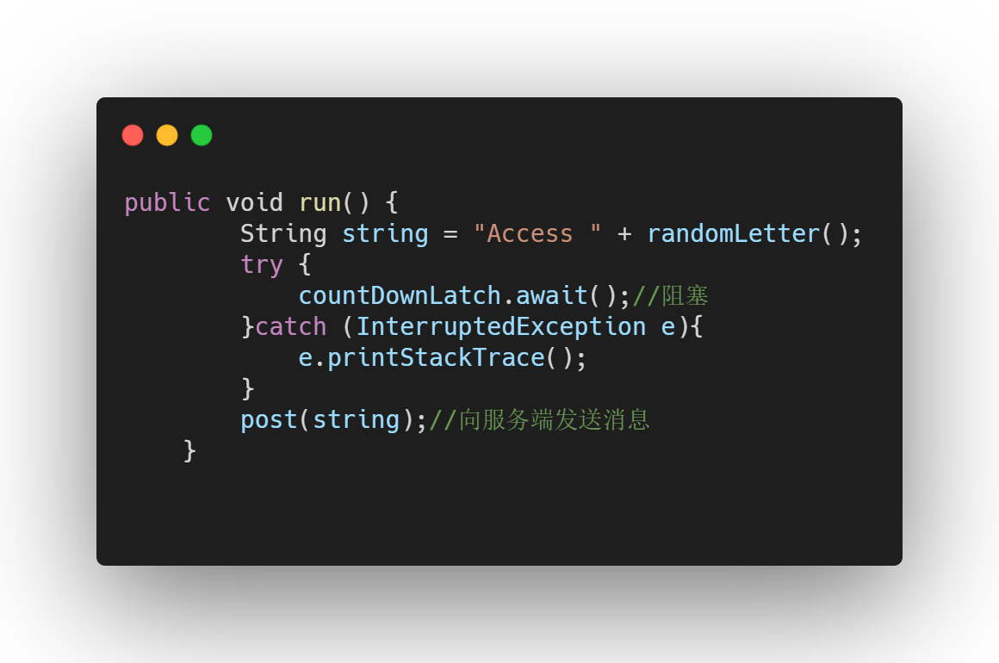 public void run() {
        String string = "Access " + randomLetter();
        try {
            countDownLatch.await();//阻塞
        }catch (InterruptedException e){
            e.printStackTrace();
        }
        post(string);//向服务端发送消息
    }